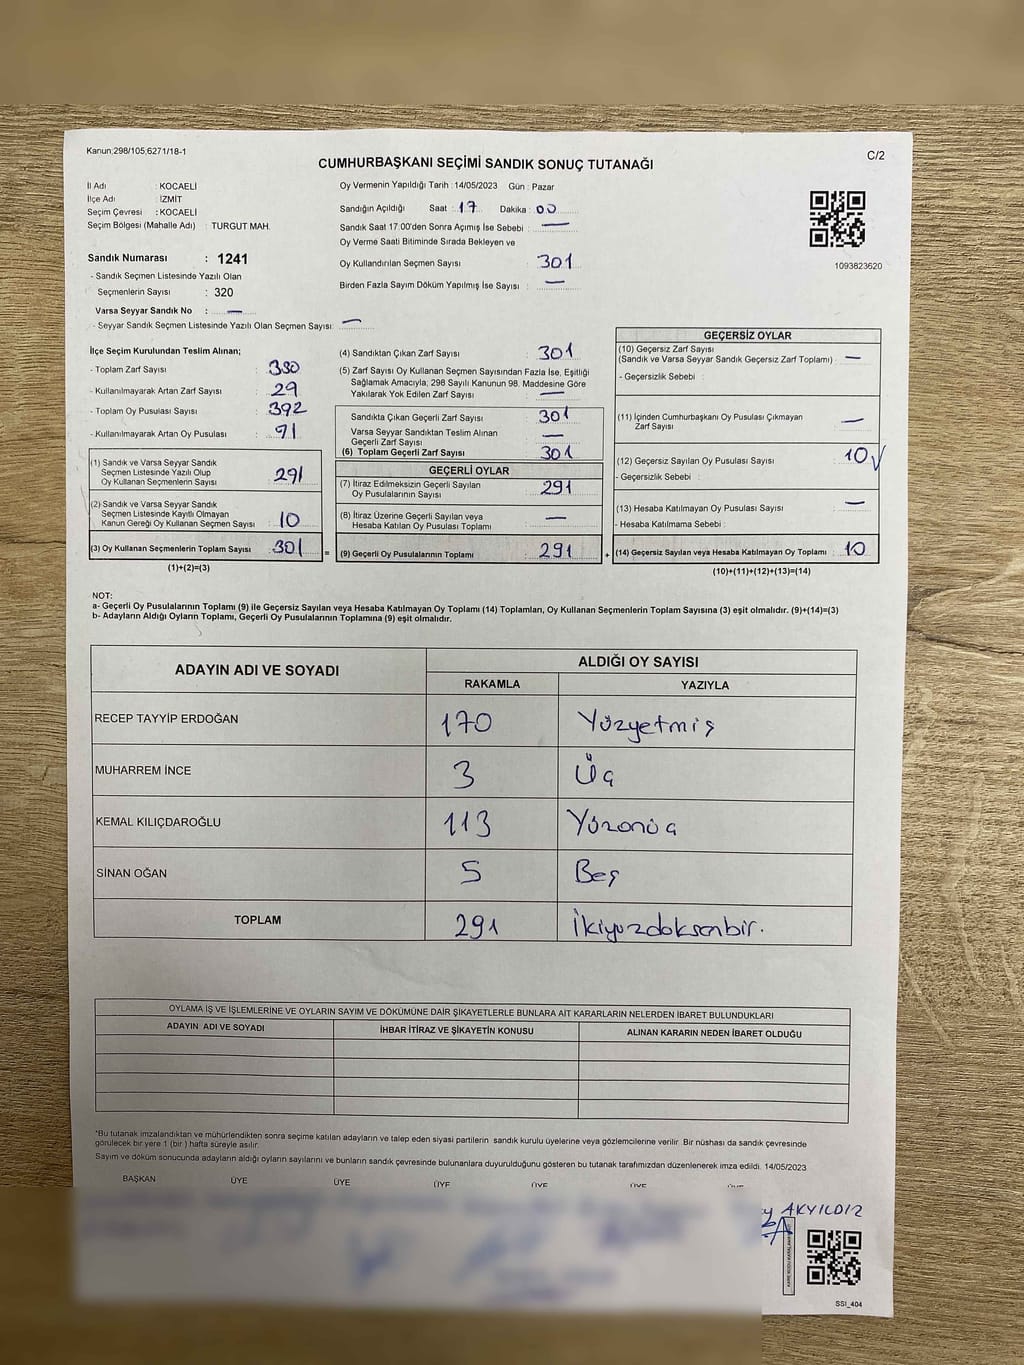 Kanun;298/105;6271/18-1
C/2
CUMHURBAŞKANI SEÇİMİ SANDIK SONUÇ TUTANAĞI
İl Adı : KOCAELİ
İlçe Adı : İZMİT
Seçim Çevresi : KOCAELİ
Seçim Bölgesi (Mahalle Adı) : TURGUT MAH.
Sandık Numarası : 1241
- Sandık Seçmen Listesinde Yazılı Olan
Seçmenlerin Sayısı : 320
Varsa Seyyar Sandık No : —
- Seyyar Sandık Seçmen Listesinde Yazılı Olan Seçmen Sayısı: —
Oy Vermenin Yapıldığı Tarih : 14/05/2023 Gün : Pazar
Sandığın Açıldığı Saat : 17 Dakika : 00
Sandık Saat 17:00'den Sonra Açımış İse Sebebi : —
Oy Verme Saati Bitiminde Sırada Bekleyen ve
Oy Kullandırılan Seçmen Sayısı : 301
Birden Fazla Sayım Döküm Yapılmış İse Sayısı : —
1093823620
İlçe Seçim Kurulundan Teslim Alınan;
- Toplam Zarf Sayısı : 330
- Kullanılmayarak Artan Zarf Sayısı : 29
- Toplam Oy Pusulası Sayısı : 392
- Kullanılmayarak Artan Oy Pusulası : 91
(1) Sandık ve Varsa Seyyar Sandık
Seçmen Listesinde Yazılı Olup
Oy Kullanan Seçmenlerin Sayısı : 291
(2) Sandık ve Varsa Seyyar Sandık
Seçmen Listesinde Kayıtlı Olmayan
Kanun Gereği Oy Kullanan Seçmen Sayısı : 10
(3) Oy Kullanan Seçmenlerin Toplam Sayısı : 301
(1)+(2)=(3)
(4) Sandıktan Çıkan Zarf Sayısı : 301
(5) Zarf Sayısı Oy Kullanan Seçmen Sayısından Fazla İse, Eşitliği
Sağlamak Amacıyla; 298 Sayılı Kanunun 98. Maddesine Göre
Yakılarak Yok Edilen Zarf Sayısı : —
Sandıkta Çıkan Geçerli Zarf Sayısı : 301
Varsa Seyyar Sandıktan Teslim Alınan
Geçerli Zarf Sayısı : —
(6) Toplam Geçerli Zarf Sayısı : 301
GEÇERLİ OYLAR
(7) İtiraz Edilmeksizin Geçerli Sayılan
Oy Pusulalarının Sayısı : 291
(8) İtiraz Üzerine Geçerli Sayılan veya
Hesaba Katılan Oy Pusulası Toplamı : —
= (9) Geçerli Oy Pusulalarının Toplamı : 291
GEÇERSİZ OYLAR
(10) Geçersiz Zarf Sayısı
(Sandık ve Varsa Seyyar Sandık Geçersiz Zarf Toplamı) : —
- Geçersizlik Sebebi :
(11) İçinden Cumhurbaşkanı Oy Pusulası Çıkmayan
Zarf Sayısı : —
(12) Geçersiz Sayılan Oy Pusulası Sayısı : 10
- Geçersizlik Sebebi :
(13) Hesaba Katılmayan Oy Pusulası Sayısı : —
- Hesaba Katılmama Sebebi :
+ (14) Geçersiz Sayılan veya Hesaba Katılmayan Oy Toplamı : 10
(10)+(11)+(12)+(13)=(14)
NOT:
a- Geçerli Oy Pusulalarının Toplamı (9) ile Geçersiz Sayılan veya Hesaba Katılmayan Oy Toplamı (14) Toplamları, Oy Kullanan Seçmenlerin Toplam Sayısına (3) eşit olmalıdır. (9)+(14)=(3)
b- Adayların Aldığı Oyların Toplamı, Geçerli Oy Pusulalarının Toplamına (9) eşit olmalıdır.
ADAYIN ADI VE SOYADI
ALDIĞI OY SAYISI
RAKAMLA YAZIYLA
RECEP TAYYİP ERDOĞAN 170 Yüzyetmiş
MUHARREM İNCE 3 Üç
KEMAL KILIÇDAROĞLU 113 Yüzonüç
SİNAN OĞAN 5 Beş
TOPLAM 291 İkiyuzdoksanbir.
OYLAMA İŞ VE İŞLEMLERİNE VE OYLARIN SAYIM VE DÖKÜMÜNE DAİR ŞİKAYETLERLE BUNLARA AİT KARARLARIN NELERDEN İBARET BULUNDUKLARI
ADAYIN ADI VE SOYADI İHBAR İTİRAZ VE ŞİKAYETİN KONUSU ALINAN KARARIN NEDEN İBARET OLDUĞU
*Bu tutanak imzalandıktan ve mühürlendikten sonra seçime katılan adayların ve talep eden siyasi partilerin sandık kurulu üyelerine veya gözlemcilerine verilir. Bir nüshası da sandık çevresinde
görülecek bir yere 1 (bir ) hafta süreyle asılır.
Sayım ve döküm sonucunda adayların aldığı oyların sayılarını ve bunların sandık çevresinde bulunanlara duyurulduğunu gösteren bu tutanak tarafımızdan düzenlenerek imza edildi. 14/05/2023
BAŞKAN ÜYE ÜYE ÜYE ÜYE ÜYE ÜYE
AKYILDIZ
SSI_404